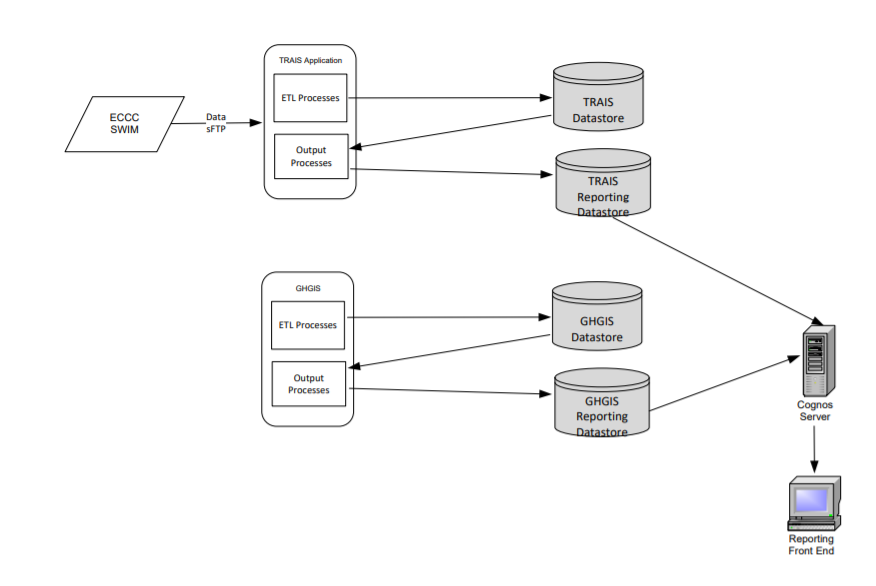 TRAIS Application
ETL Processes
Output
Processes
ECCC
SWIM
Data
sFTP
TRAIS
Datastore
TRAIS
Reporting
Datastore
GHGIS
ETL Processes
Output
Processes
GHGIS
Datastore
GHGIS
Reporting
Datastore
Cognos
Server
Reporting
Front End